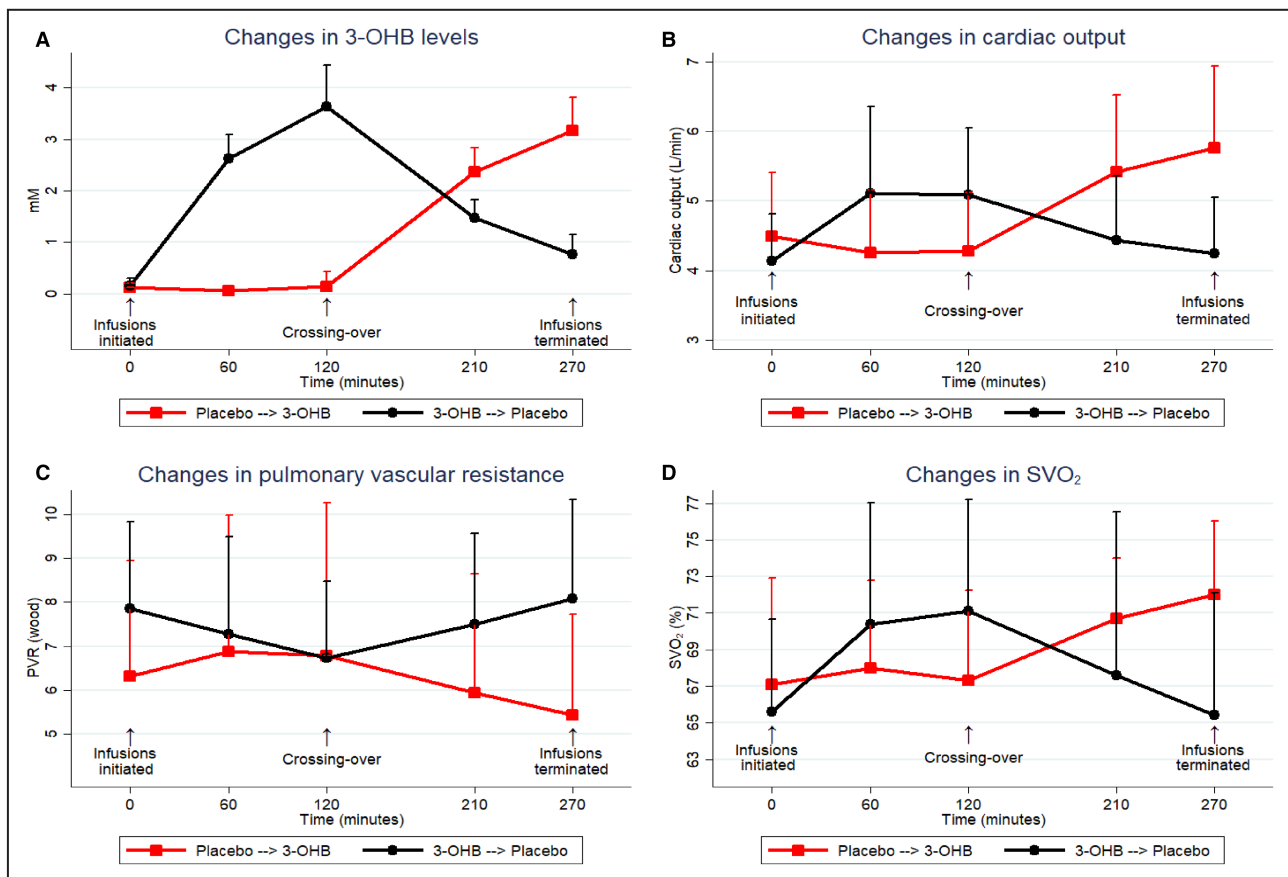 A
Changes in 3-OHB levels
mM
4
3
2
1
0
Infusions
initiated
Crossing-over
Infusions
terminated
0 60 120 210 270
Time (minutes)
Placebo --> 3-OHB 3-OHB --> Placebo
B
Changes in cardiac output
Cardiac output (L/min)
7
6
5
4
3
Infusions
initiated
Crossing-over
Infusions
terminated
0 60 120 210 270
Time (minutes)
Placebo --> 3-OHB 3-OHB --> Placebo
C
Changes in pulmonary vascular resistance
PVR (wood)
10
9
8
7
6
5
Infusions
initiated
Crossing-over
Infusions
terminated
0 60 120 210 270
Time (minutes)
Placebo --> 3-OHB 3-OHB --> Placebo
D
Changes in SVO₂
SVO₂ (%)
77
75
73
71
69
67
65
63
Infusions
initiated
Crossing-over
Infusions
terminated
0 60 120 210 270
Time (minutes)
Placebo --> 3-OHB 3-OHB --> Placebo